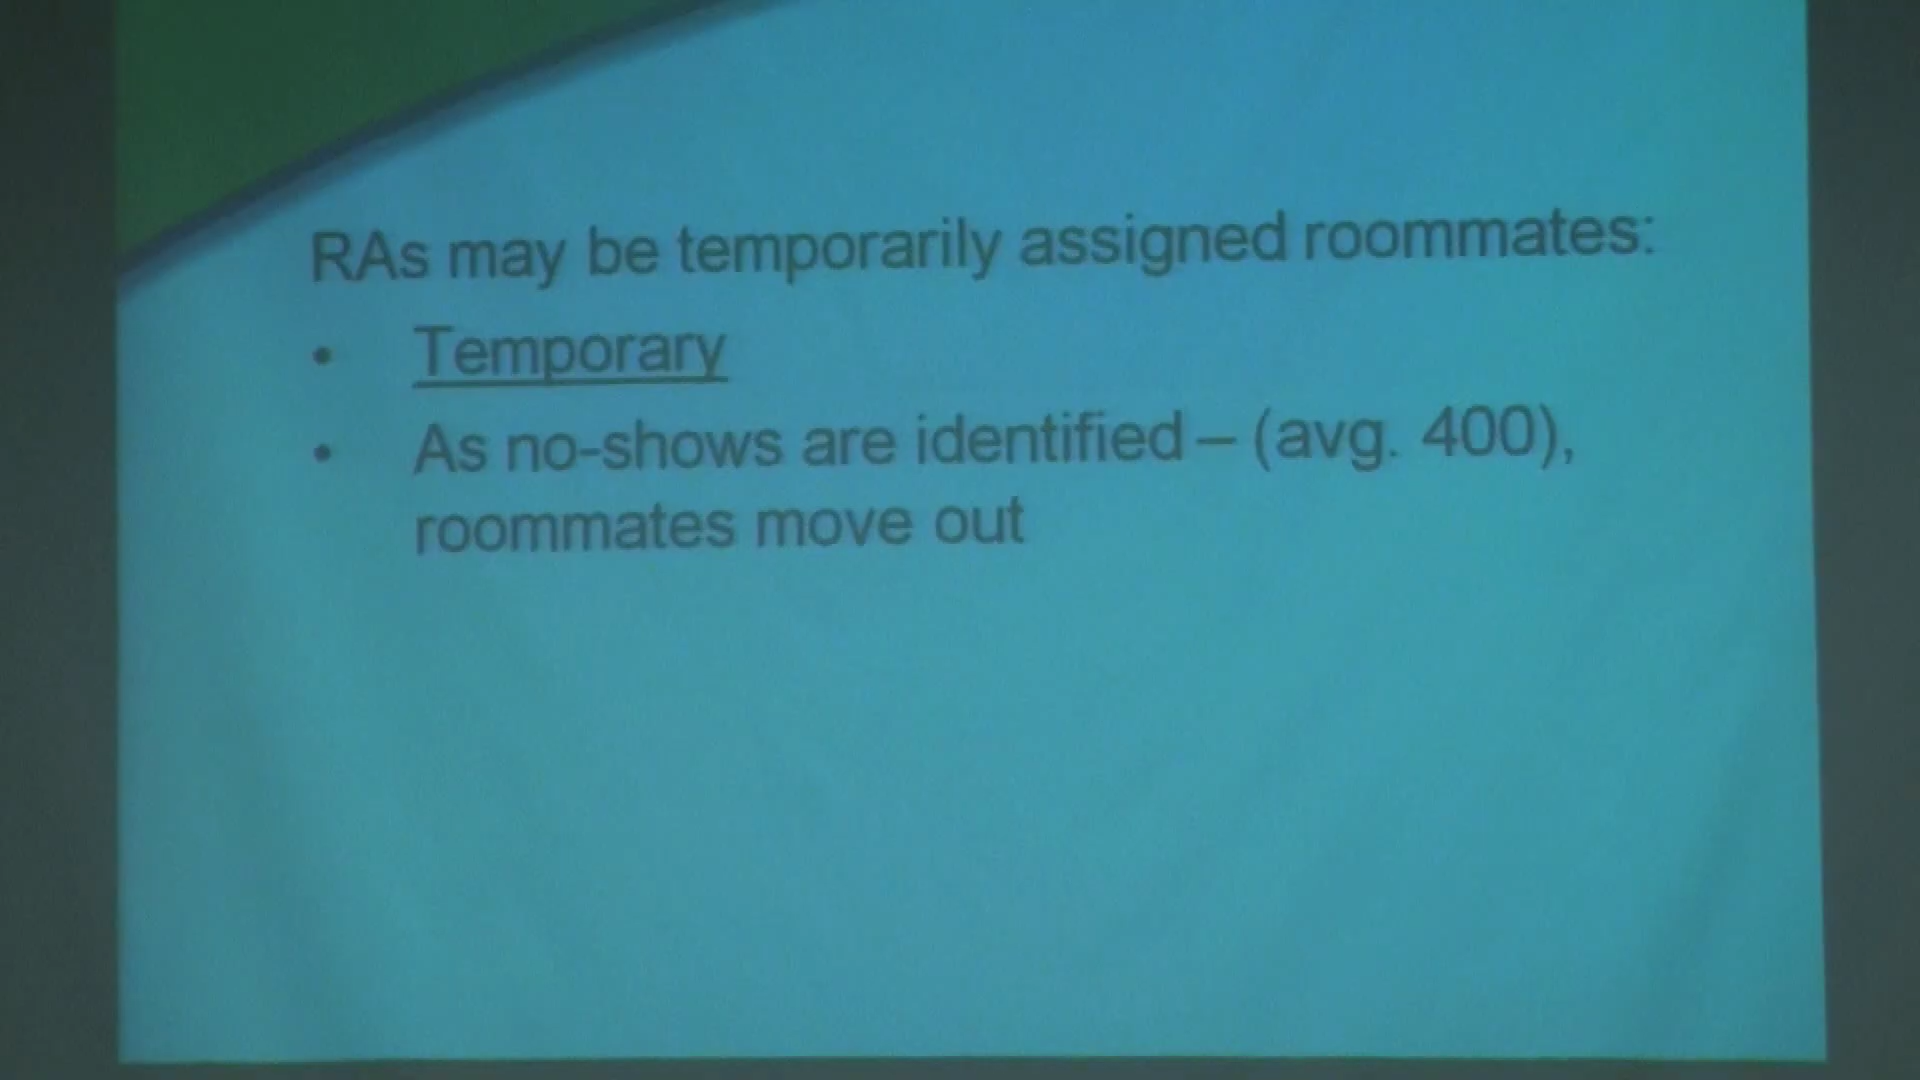 RAs may be temporarily assigned roommates:
• Temporary
• As no-shows are identified – (avg. 400),
roommates move out